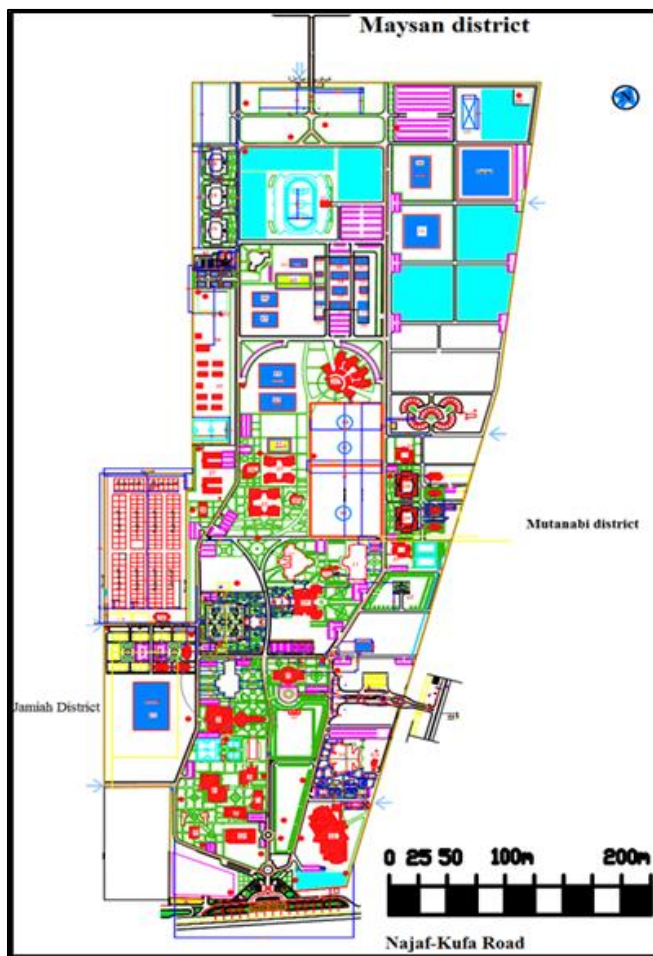 Maysan district
N
Mutanabi district
Jamiah District
0 25 50 100m 200m
Najaf-Kufa Road